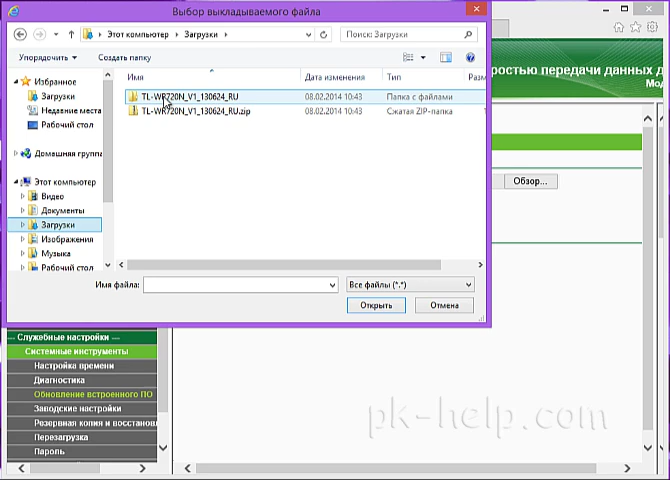 Выбор выкладываемого файла
Этот компьютер
Загрузки
Поиск: Загрузки
Упорядочить
Создать папку
Имя
Дата изменения
Тип
Разм
TL-WR720N_V1_130624_RU
08.02.2014 10:43
Папка с файлами
TL-WR720N_V1_130624_RU.zip
08.02.2014 10:43
Сжатая ZIP-папка
Избранное
Загрузки
Недавние места
Рабочий стол
Домашняя группа
Этот компьютер
Видео
Документы
Загрузки
Изображения
Музыка
Рабочий стол
Имя файла:
Все файлы (*.*)
Открыть
Отмена
ростью передачи данных д
Мод
Обзор...
Служебные настройки —
Системные инструменты
Настройка времени
Диагностика
Обновление встроенного ПО
Заводские настройки
Резервная копия и восстанов
Перезагрузка
Пароль
pk-help.com